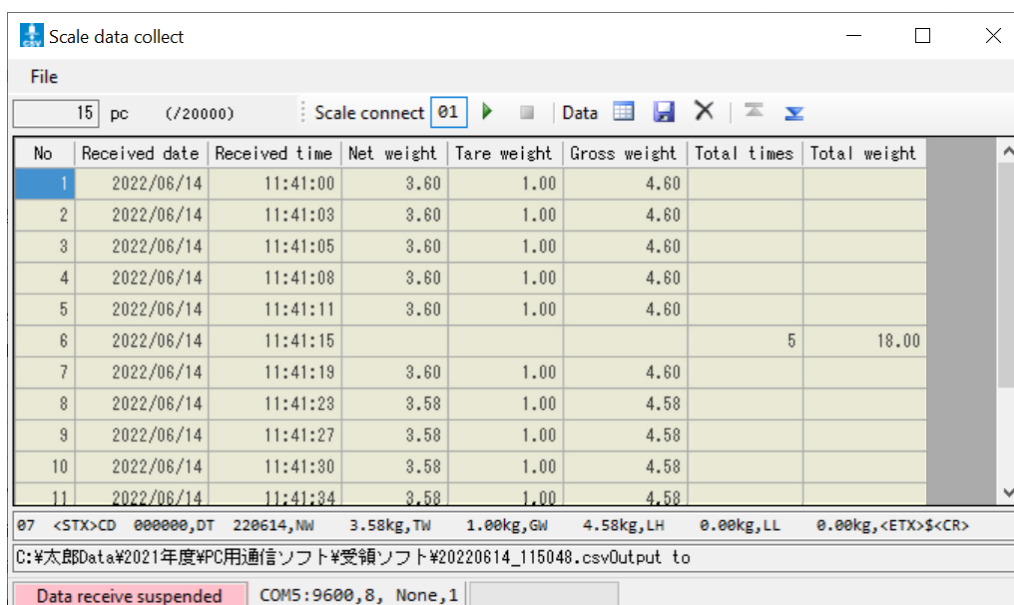 csv Scale data collect
File
15 pc (/20000) Scale connect 01 Data
No Received date Received time Net weight Tare weight Gross weight Total times Total weight
1 2022/06/14 11:41:00 3.60 1.00 4.60
2 2022/06/14 11:41:03 3.60 1.00 4.60
3 2022/06/14 11:41:05 3.60 1.00 4.60
4 2022/06/14 11:41:08 3.60 1.00 4.60
5 2022/06/14 11:41:11 3.60 1.00 4.60
6 2022/06/14 11:41:15 5 18.00
7 2022/06/14 11:41:19 3.60 1.00 4.60
8 2022/06/14 11:41:23 3.58 1.00 4.58
9 2022/06/14 11:41:27 3.58 1.00 4.58
10 2022/06/14 11:41:30 3.58 1.00 4.58
11 2022/06/14 11:41:34 3.58 1.00 4.58
07 <STX>CD 000000,DT 220614,NW 3.58kg,TW 1.00kg,GW 4.58kg,LH 0.00kg,LL 0.00kg,<ETX>$<CR>
C:¥太郎Data¥2021年度¥PC用通信ソフト¥受領ソフト¥20220614_115048.csvOutput to
Data receive suspended COM5:9600,8, None,1